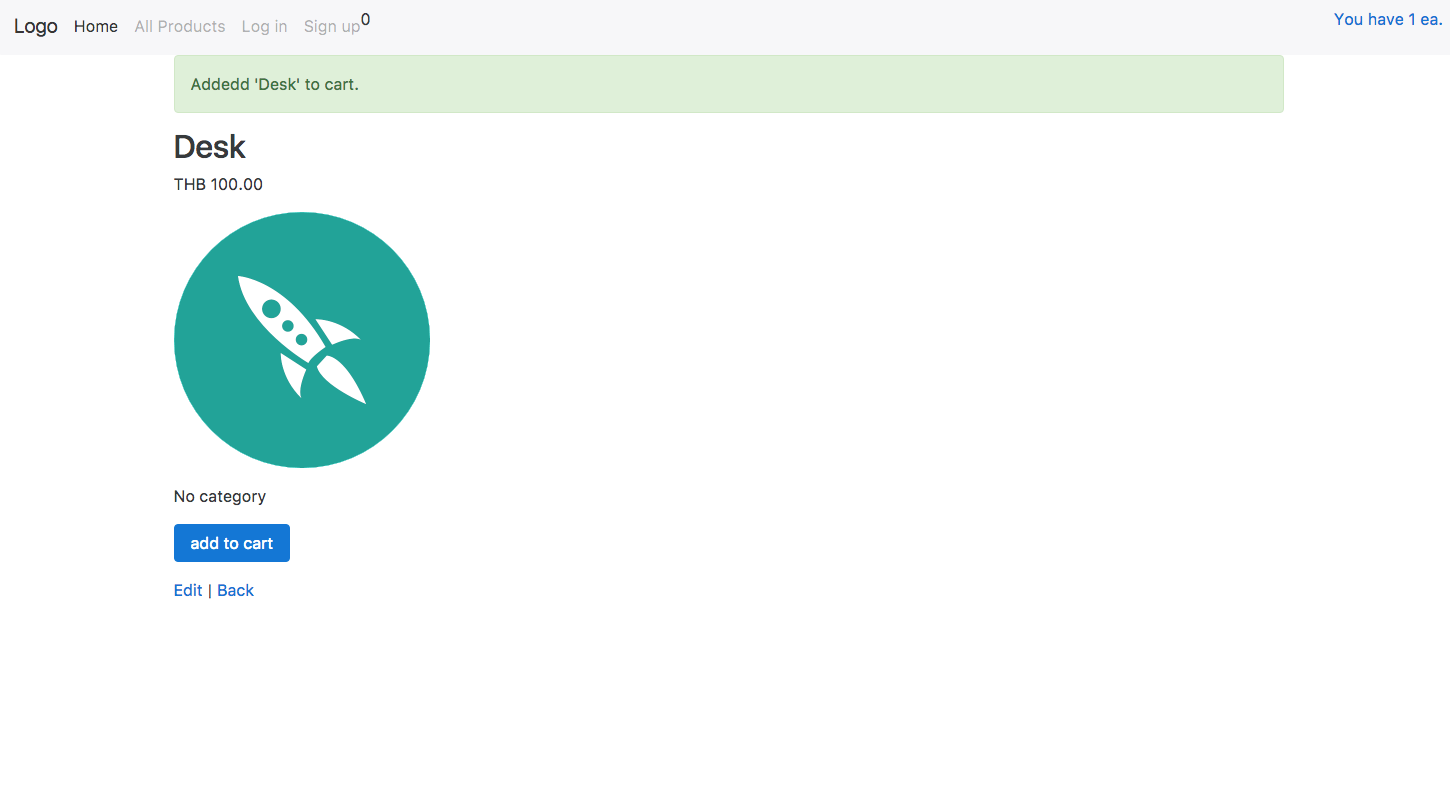 Logo Home All Products Log in Sign up 0 You have 1 ea.
Addedd 'Desk' to cart.
Desk
THB 100.00
No category
add to cart
Edit | Back